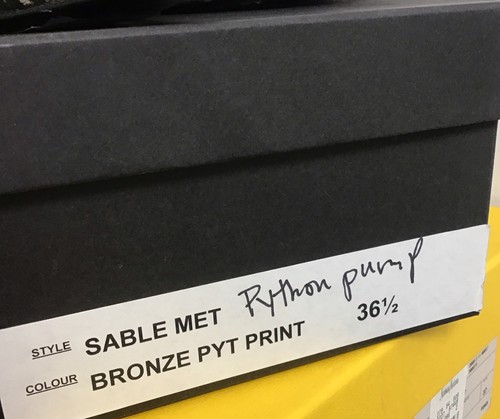 STYLE SABLE MET Python pump
COLOUR BRONZE PYT PRINT 36½